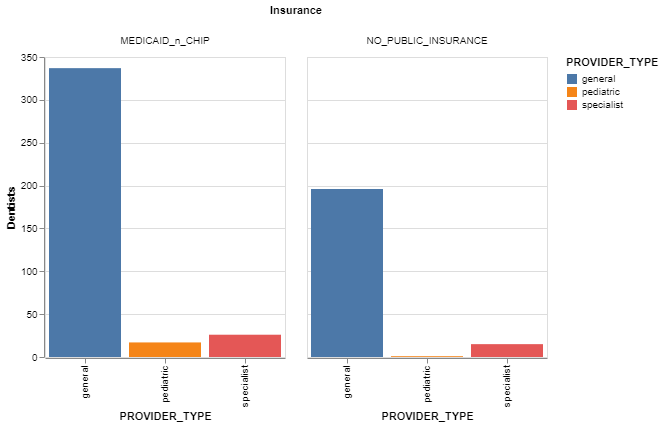 Insurance
MEDICAID_n_CHIP
NO_PUBLIC_INSURANCE
350
300
250
200
150
100
50
0
Dentists
general
pediatric
specialist
PROVIDER_TYPE
general
pediatric
specialist
PROVIDER_TYPE
PROVIDER_TYPE
general
pediatric
specialist